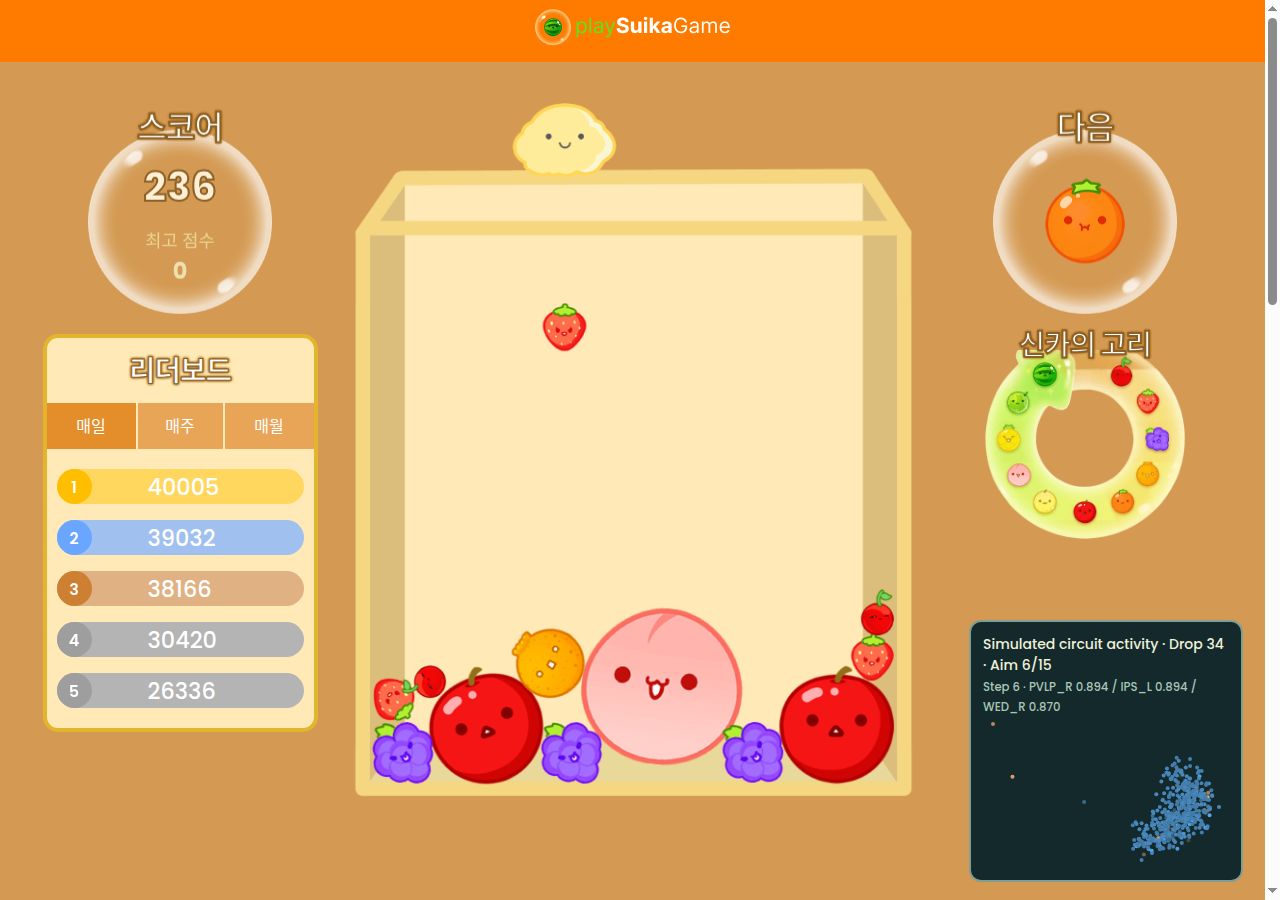 playSuikaGame
스코어
236
최고 점수
0
리더보드
매일 매주 매월
1 40005
2 39032
3 38166
4 30420
5 26336
다음
신카의 고리
Simulated circuit activity · Drop 34
· Aim 6/15
Step 6 · PVLP_R 0.894 / IPS_L 0.894 /
WED_R 0.870